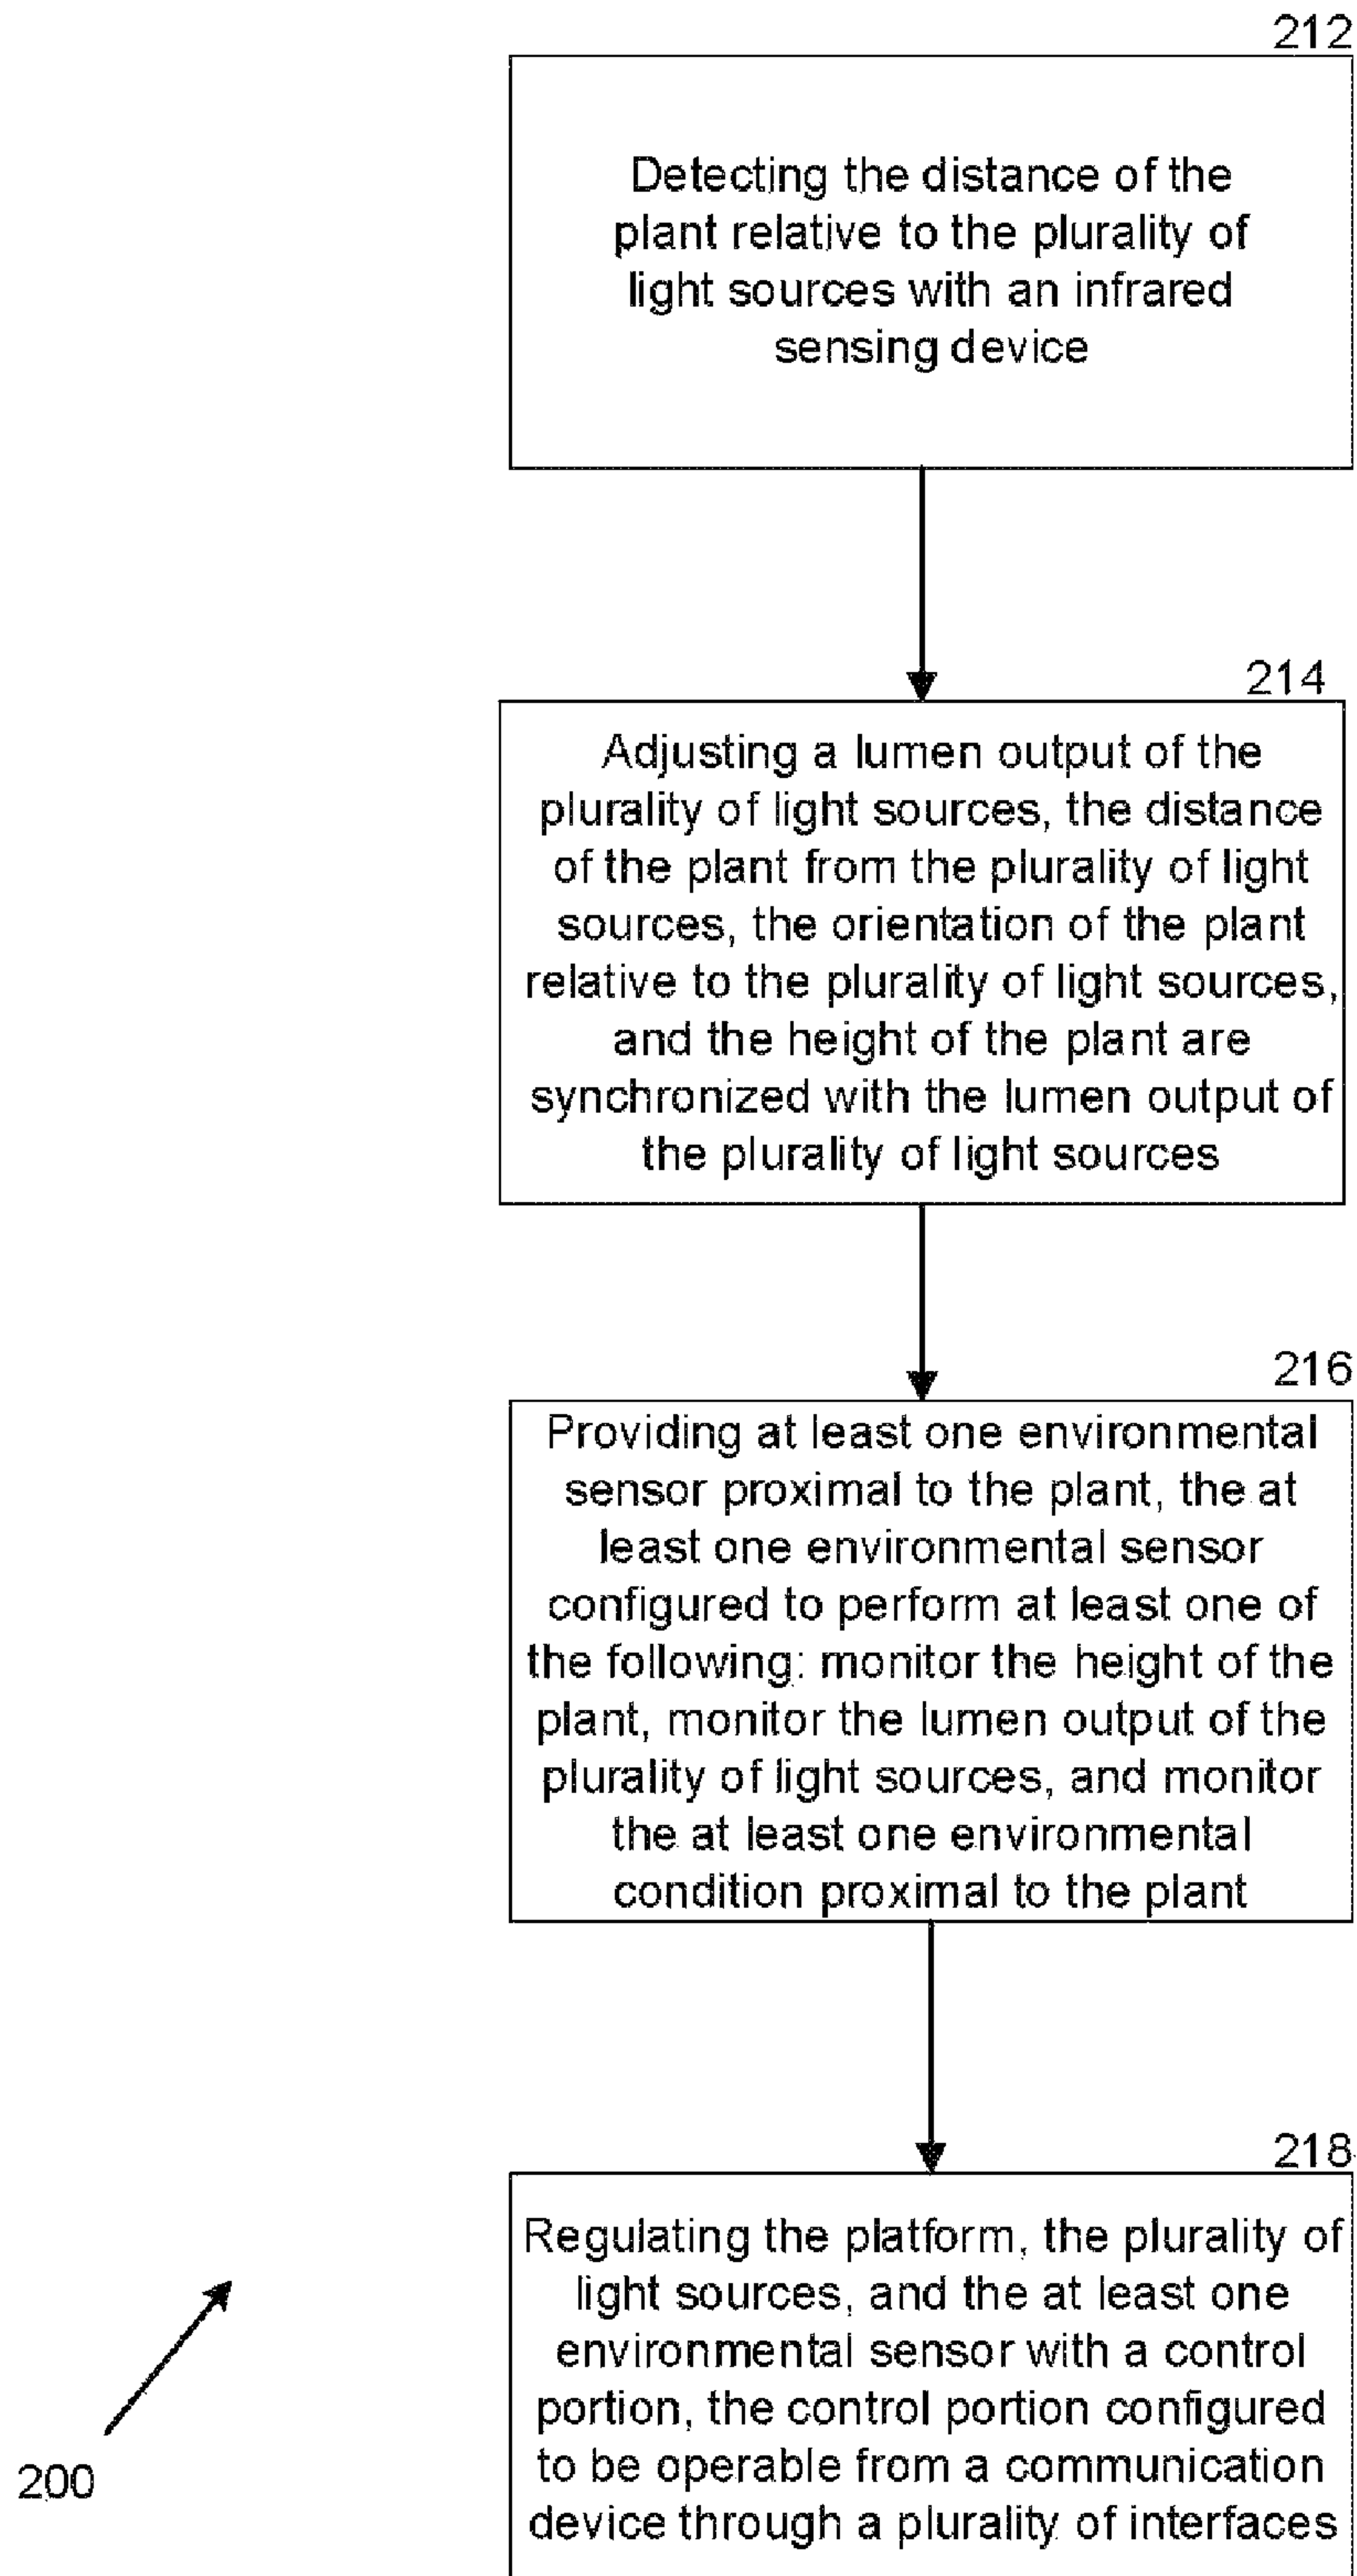 212
Detecting the distance of the
plant relative to the plurality of
light sources with an infrared
sensing device
214
Adjusting a lumen output of the
plurality of light sources, the distance
of the plant from the plurality of light
sources, the orientation of the plant
relative to the plurality of light sources,
and the height of the plant are
synchronized with the lumen output of
the plurality of light sources
216
Providing at least one environmental
sensor proximal to the plant, the at
least one environmental sensor
configured to perform at least one of
the following: monitor the height of the
plant, monitor the lumen output of the
plurality of light sources, and monitor
the at least one environmental
condition proximal to the plant
218
Regulating the platform, the plurality of
light sources, and the at least one
environmental sensor with a control
portion, the control portion configured
to be operable from a communication
device through a plurality of interfaces
200